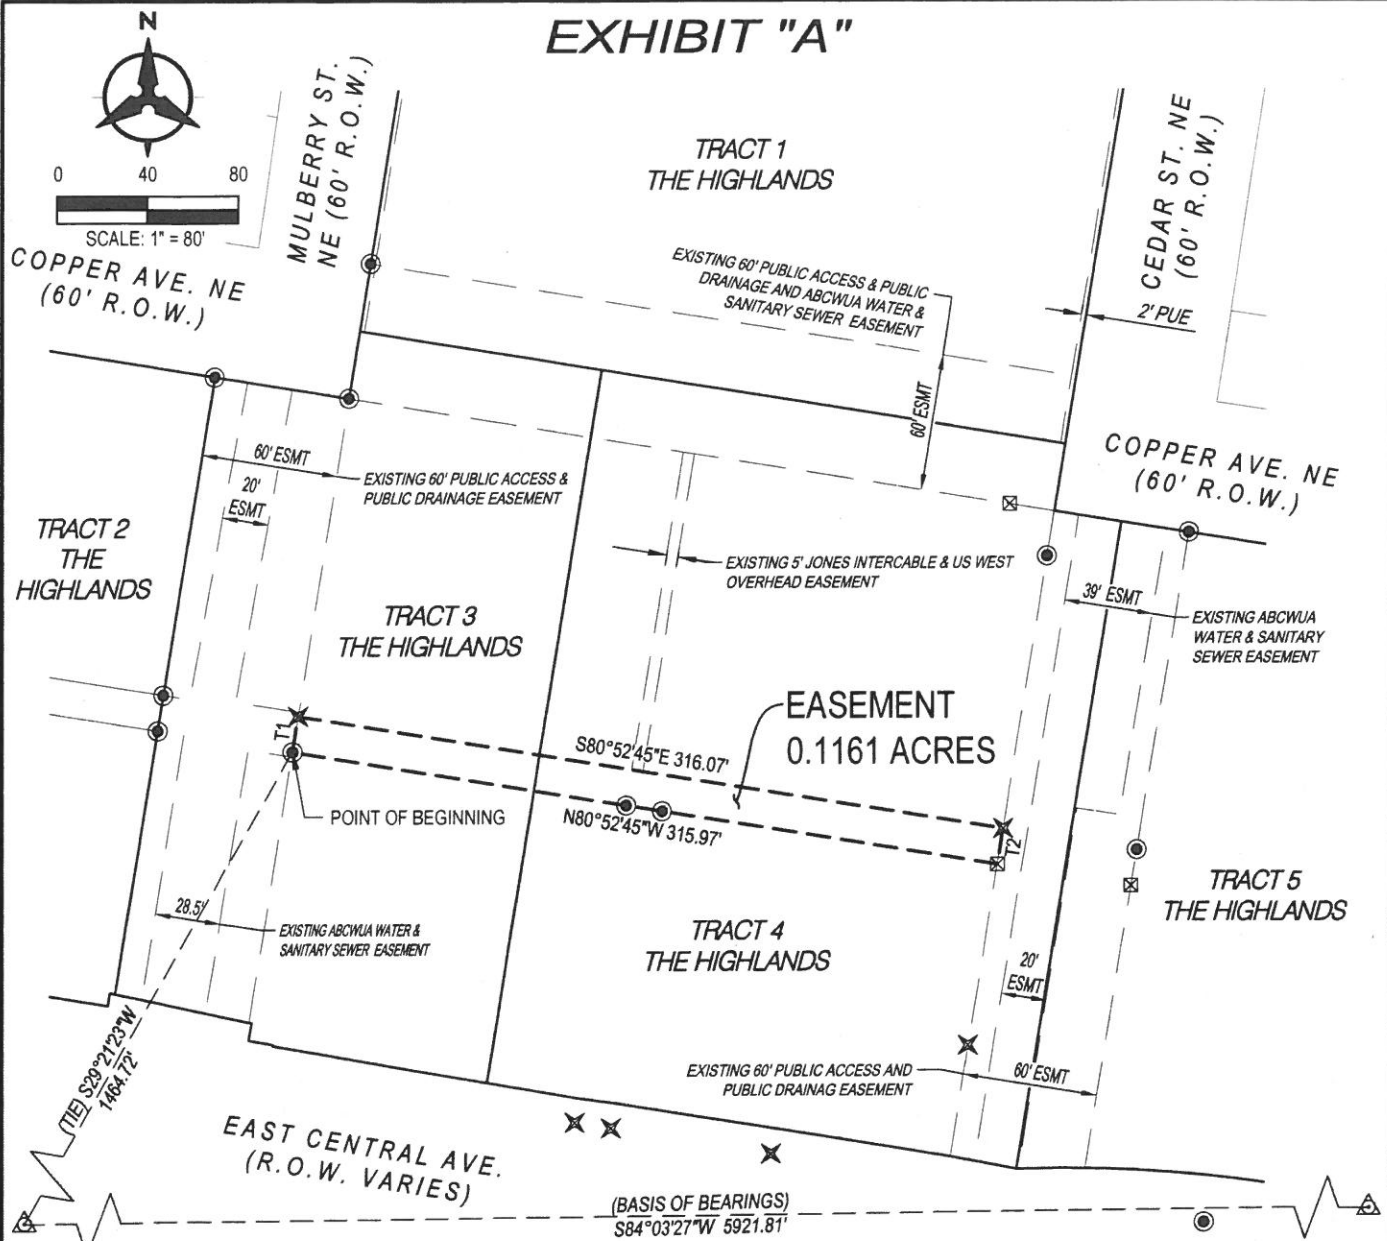 EXHIBIT "A"
N
0 40 80
SCALE: 1" = 80'
MULBERRY ST.
NE (60' R.O.W.)
COPPER AVE. NE
(60' R.O.W.)
TRACT 1
THE HIGHLANDS
CEDAR ST. NE
(60' R.O.W.)
EXISTING 60' PUBLIC ACCESS & PUBLIC
DRAINAGE AND ABCWUA WATER &
SANITARY SEWER EASEMENT
2' PUE
60' ESMT
COPPER AVE. NE
(60' R.O.W.)
60' ESMT
EXISTING 60' PUBLIC ACCESS &
PUBLIC DRAINAGE EASEMENT
20'
ESMT
TRACT 2
THE
HIGHLANDS
EXISTING 5' JONES INTERCABLE & US WEST
OVERHEAD EASEMENT
39' ESMT
EXISTING ABCWUA
WATER & SANITARY
SEWER EASEMENT
TRACT 3
THE HIGHLANDS
EASEMENT
0.1161 ACRES
T1
S80°52'45"E 316.07'
POINT OF BEGINNING
N80°52'45"W 315.97'
T2
TRACT 5
THE HIGHLANDS
28.5'
EXISTING ABCWUA WATER &
SANITARY SEWER EASEMENT
TRACT 4
THE HIGHLANDS
20'
ESMT
(TIE) S29°21'23"W
1464.72'
EXISTING 60' PUBLIC ACCESS AND
PUBLIC DRAINAG EASEMENT
60' ESMT
EAST CENTRAL AVE.
(R.O.W. VARIES)
(BASIS OF BEARINGS)
S84°03'27"W 5921.81'